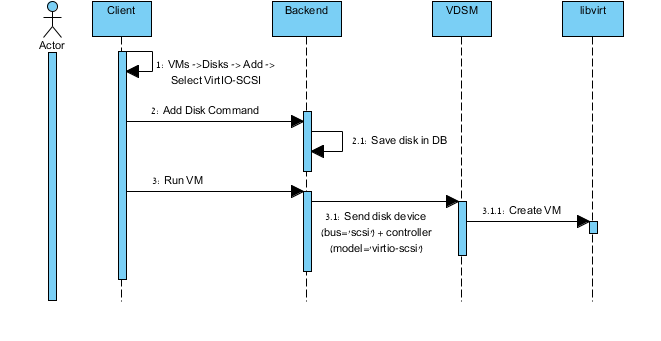 Client
Backend
VDSM
libvirt
Actor
1: VMs ->Disks -> Add ->
Select VirtIO-SCSI
2: Add Disk Command
2.1: Save disk in DB
3: Run VM
3.1: Send disk device
(bus='scsi') + controller
(model='virtio-scsi')
3.1.1: Create VM